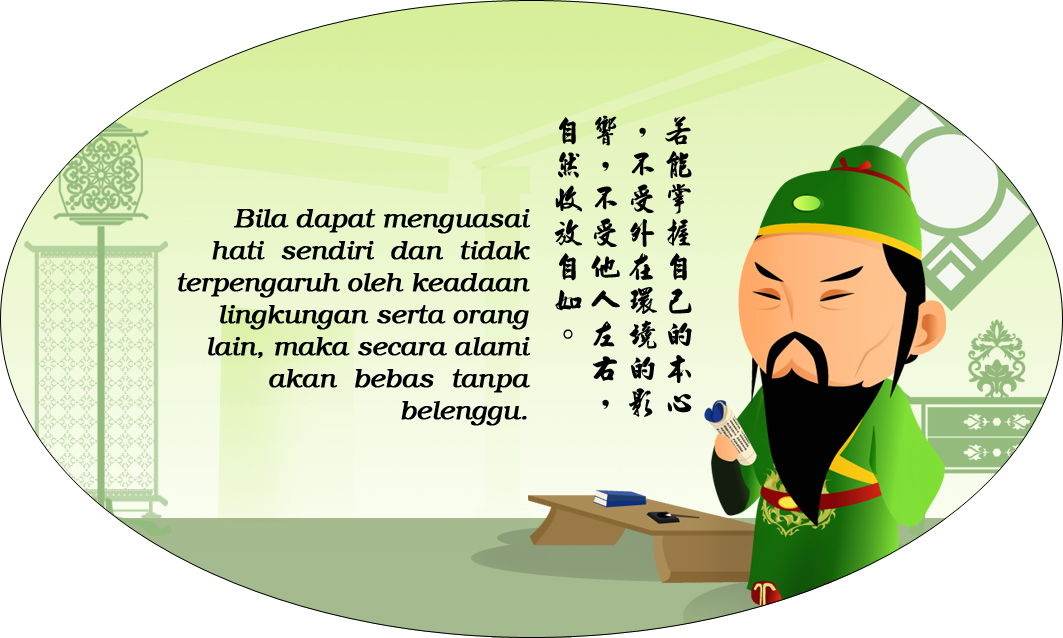 Bila dapat menguasai
hati sendiri dan tidak
terpengaruh oleh keadaan
lingkungan serta orang
lain, maka secara alami
akan bebas tanpa
belenggu.
若能掌握自己的本心
，不受外在環境的影
響，不受他人左右，
自然收放自如。